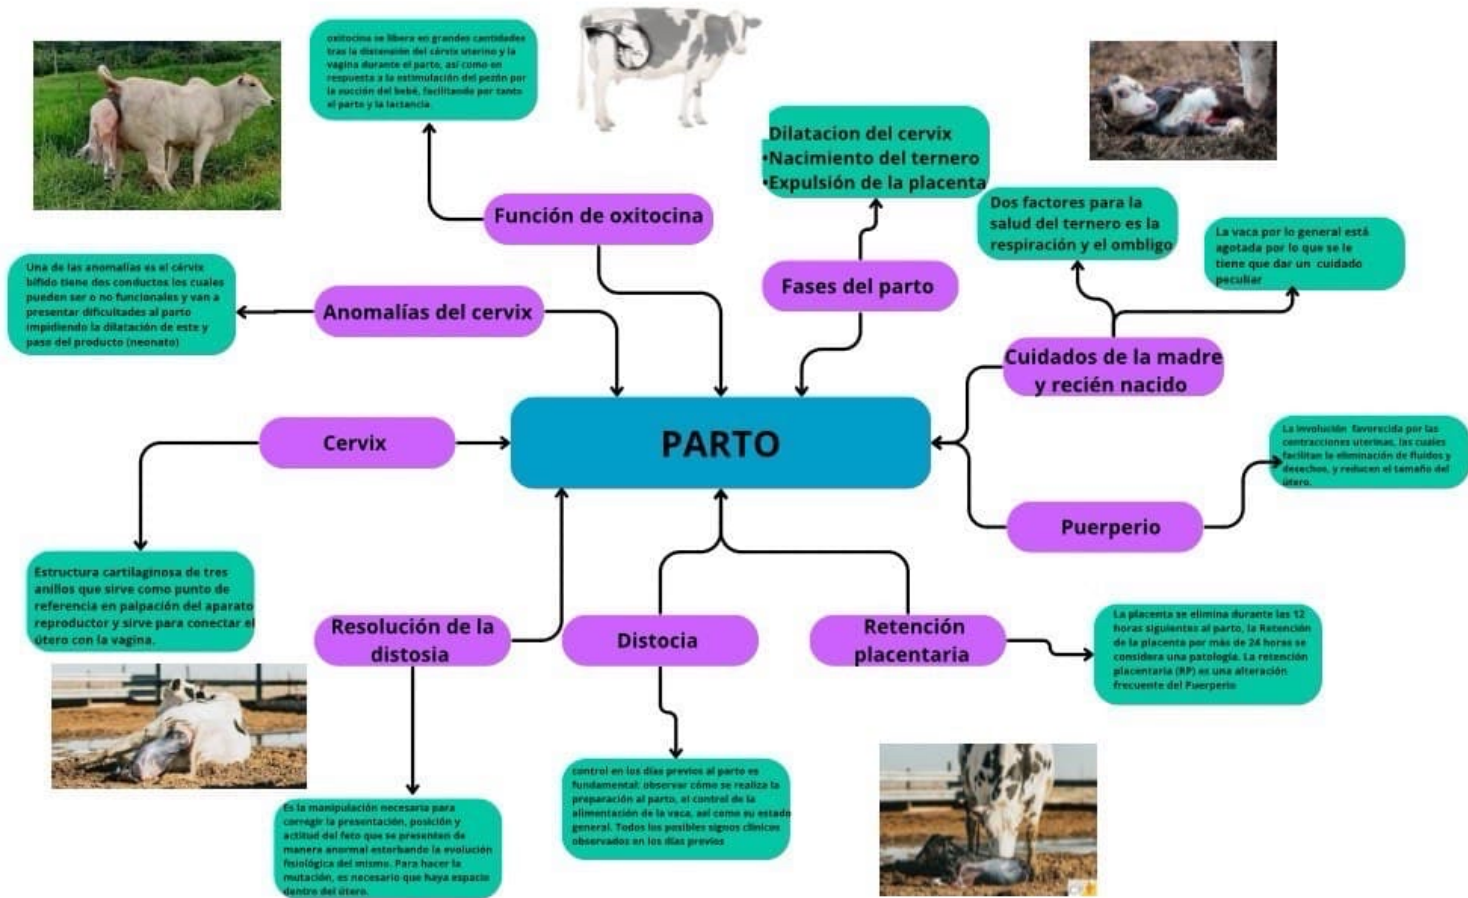 oxitocina se libera en grandes cantidades
tras la distensión del cérvix uterino y la
vagina durante el parto, así como en
respuesta a la estimulación del pezón por
la succión del bebé, facilitando por tanto
el parto y la lactancia.
Dilatacion del cervix
•Nacimiento del ternero
•Expulsión de la placenta
Función de oxitocina
Dos factores para la
salud del ternero es la
respiración y el ombligo
La vaca por lo general está
agotada por lo que se le
tiene que dar un cuidado
peculiar
Una de las anomalías es el cérvix
bífido tiene dos conductos los cuales
pueden ser o no funcionales y van a
presentar dificultades al parto
impidiendo la dilatación de este y
paso del producto (neonato)
Anomalías del cervix
Fases del parto
Cuidados de la madre
y recién nacido
Cervix
PARTO
La involución favorecida por las
contracciones uterinas, las cuales
facilitan la eliminación de fluidos y
desechos, y reducen el tamaño del
útero.
Puerperio
Estructura cartilaginosa de tres
anillos que sirve como punto de
referencia en palpación del aparato
reproductor y sirve para conectar el
útero con la vagina.
Resolución de la
distosia
Distocia
Retención
placentaria
La placenta se elimina durante las 12
horas siguientes al parto, la Retención
de la placenta por más de 24 horas se
considera una patología. La retención
placentaria (RP) es una alteración
frecuente del Puerperio
Es la manipulación necesaria para
corregir la presentación, posición y
actitud del feto que se presenten de
manera anormal estorbando la evolución
fisiológica del mismo. Para hacer la
mutación, es necesario que haya espacio
dentro del útero.
control en los días previos al parto es
fundamental: observar cómo se realiza la
preparación al parto, el control de la
alimentación de la vaca, así como su estado
general. Todos los posibles signos clínicos
observados en los días previos